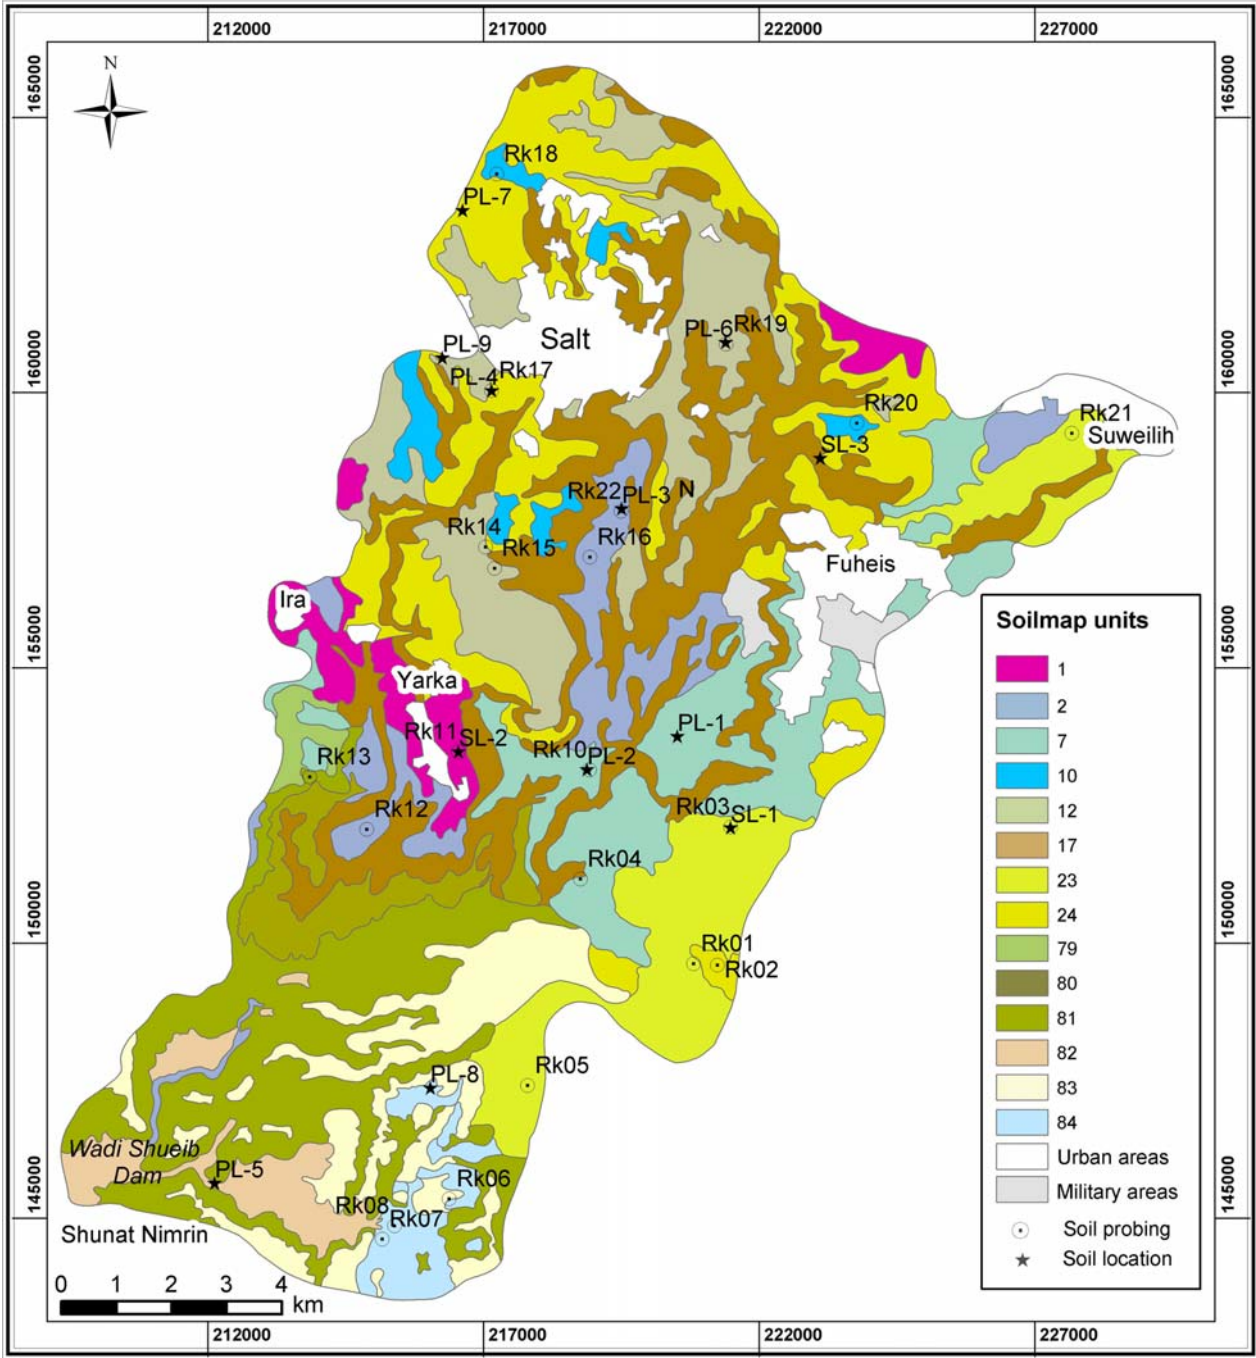 212000
217000
222000
227000
165000
165000
N
Rk18
PL-7
PL-6
Rk19
Salt
PL-9
160000
160000
PL-4
Rk17
Rk20
Rk21
Suweilih
SL-3
Rk22
PL-3
N
Rk14
Rk15
Rk16
Fuheis
Ira
155000
155000
Yarka
Rk11
SL-2
PL-1
Rk10
PL-2
Rk13
Rk12
Rk03
SL-1
Rk04
150000
150000
Rk01
Rk02
Rk05
PL-8
Wadi Shueib
Dam
PL-5
Rk06
Rk08
Rk07
145000
145000
Shunat Nimrin
0 1 2 3 4
km
Soilmap units
1
2
7
10
12
17
23
24
79
80
81
82
83
84
Urban areas
Military areas
Soil probing
Soil location
212000
217000
222000
227000